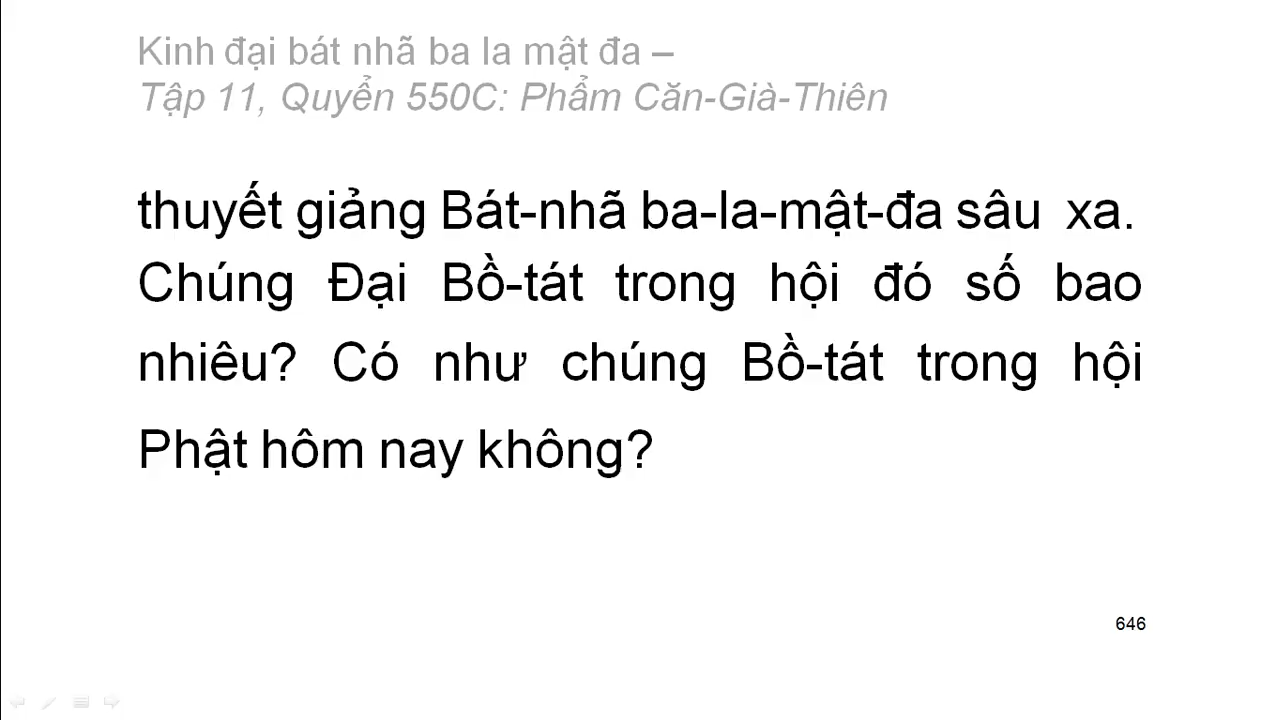 Kinh đại bát nhã ba la mật đa –
Tập 11, Quyển 550C: Phẩm Căn-Già-Thiên
thuyết giảng Bát-nhã ba-la-mật-đa sâu xa.
Chúng Đại Bồ-tát trong hội đó số bao
nhiêu? Có như chúng Bồ-tát trong hội
Phật hôm nay không?
646